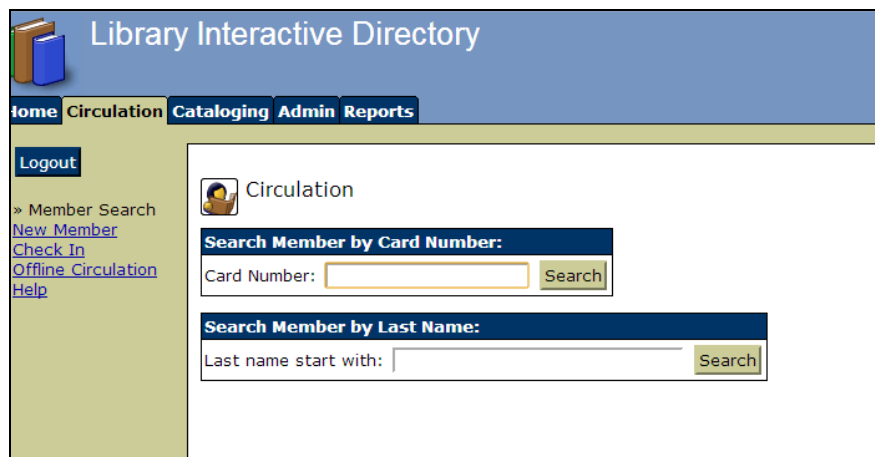 Library Interactive Directory
Home Circulation Cataloging Admin Reports
Logout
» Member Search
New Member
Check In
Offline Circulation
Help
Circulation
Search Member by Card Number:
Card Number: Search
Search Member by Last Name:
Last name start with: Search